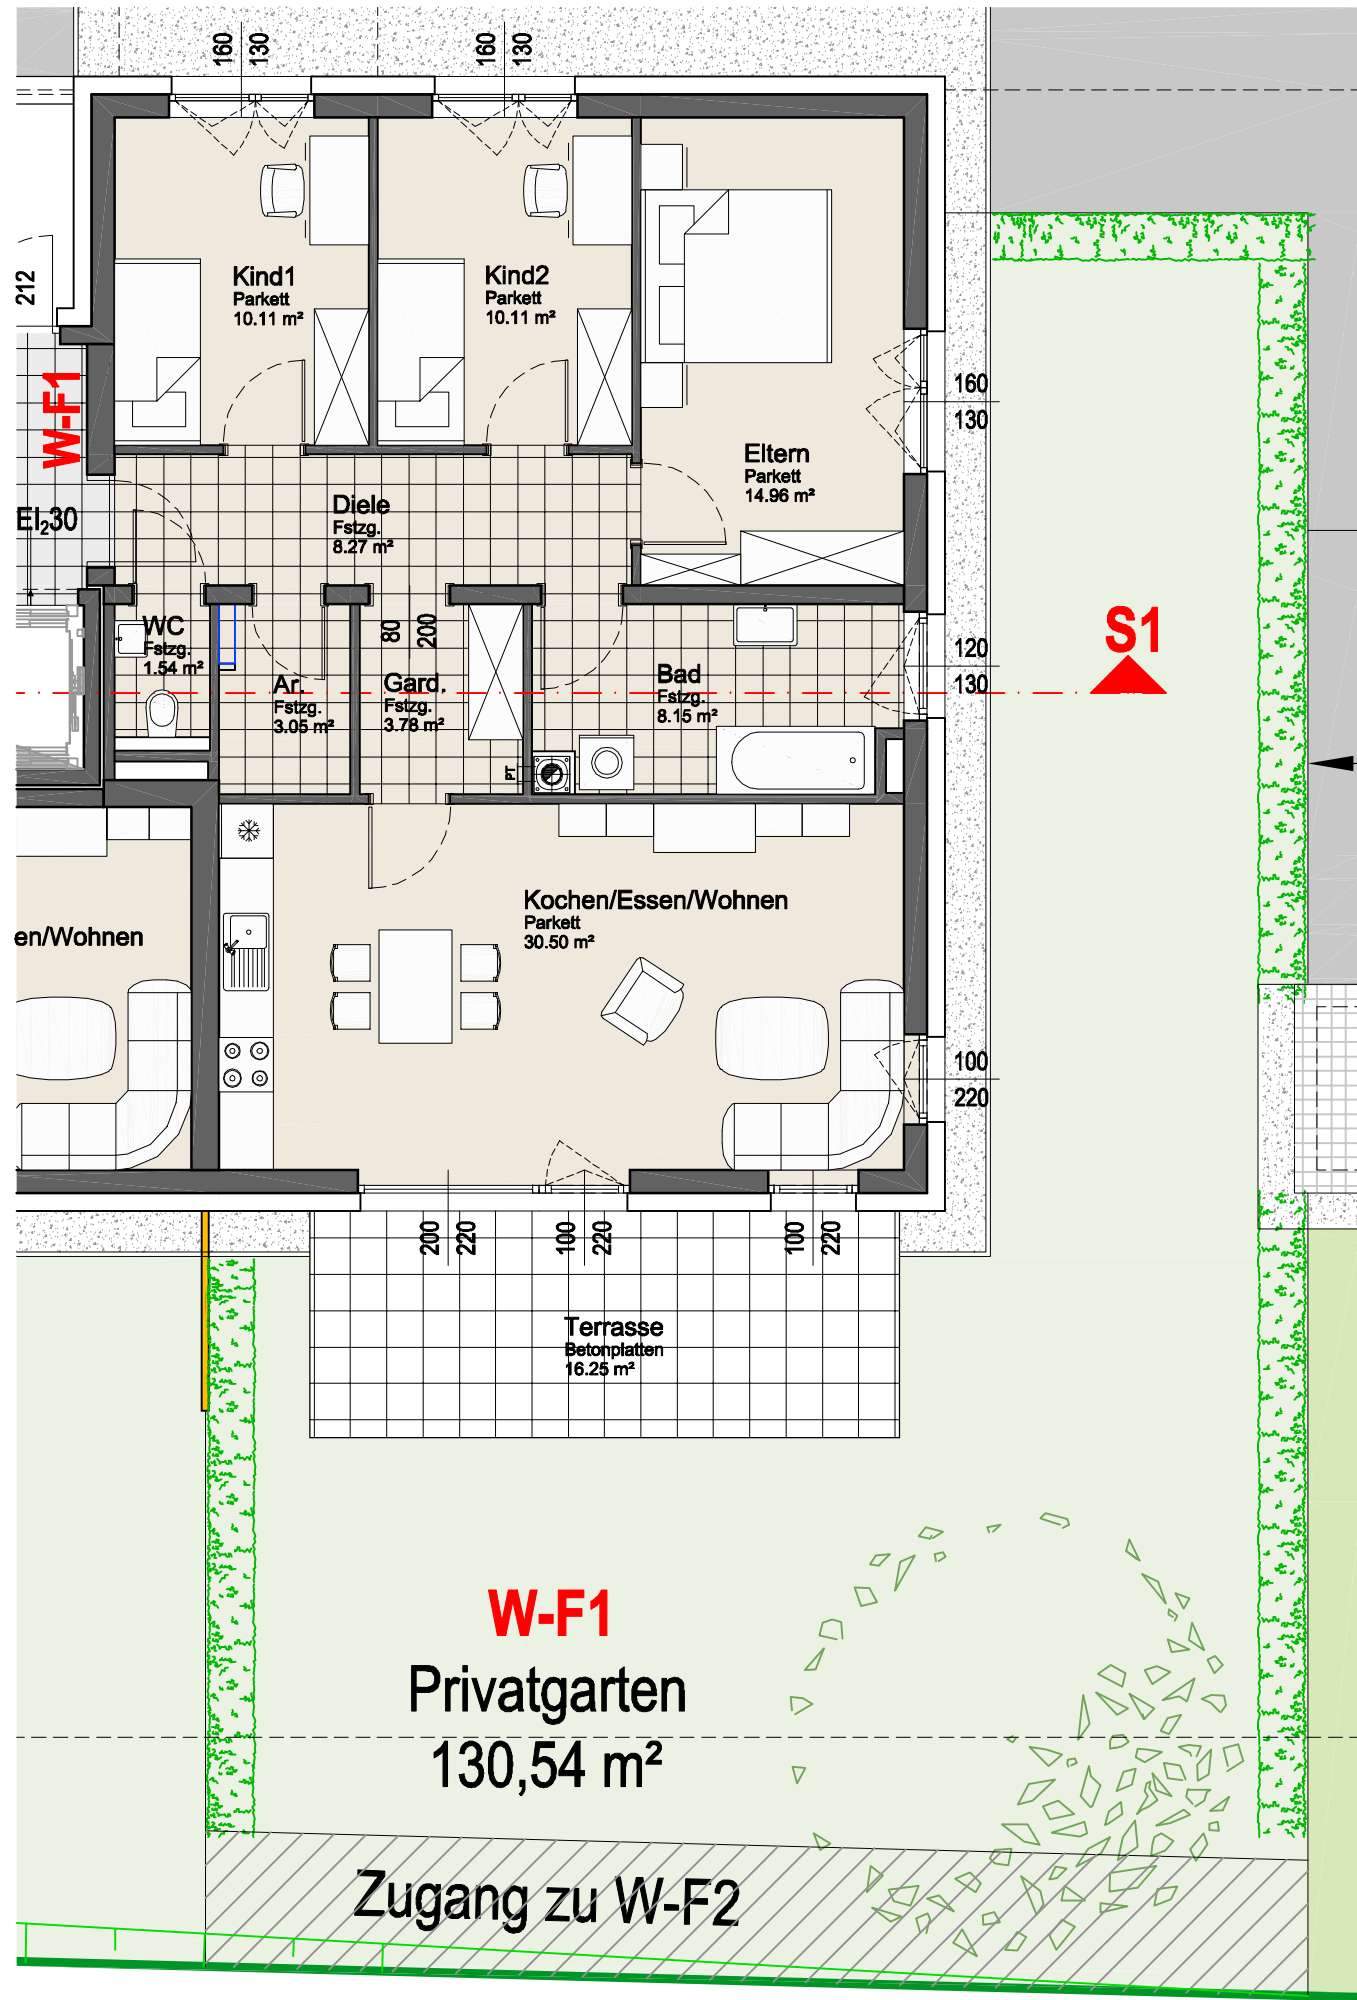 160
130
160
130
212
Kind1
Parkett
10.11 m²
Kind2
Parkett
10.11 m²
W-F1
160
130
Eltern
Parkett
14.96 m²
EI₂30
Diele
Fstzg.
8.27 m²
WC
Fstzg.
1.54 m²
80
200
Ar.
Fstzg.
3.05 m²
Gard.
Fstzg.
3.78 m²
Bad
Fstzg.
8.15 m²
120
130
S1
PT
Kochen/Essen/Wohnen
Parkett
30.50 m²
en/Wohnen
100
220
200
220
100
220
100
220
Terrasse
Betonplatten
16.25 m²
W-F1
Privatgarten
130,54 m²
Zugang zu W-F2